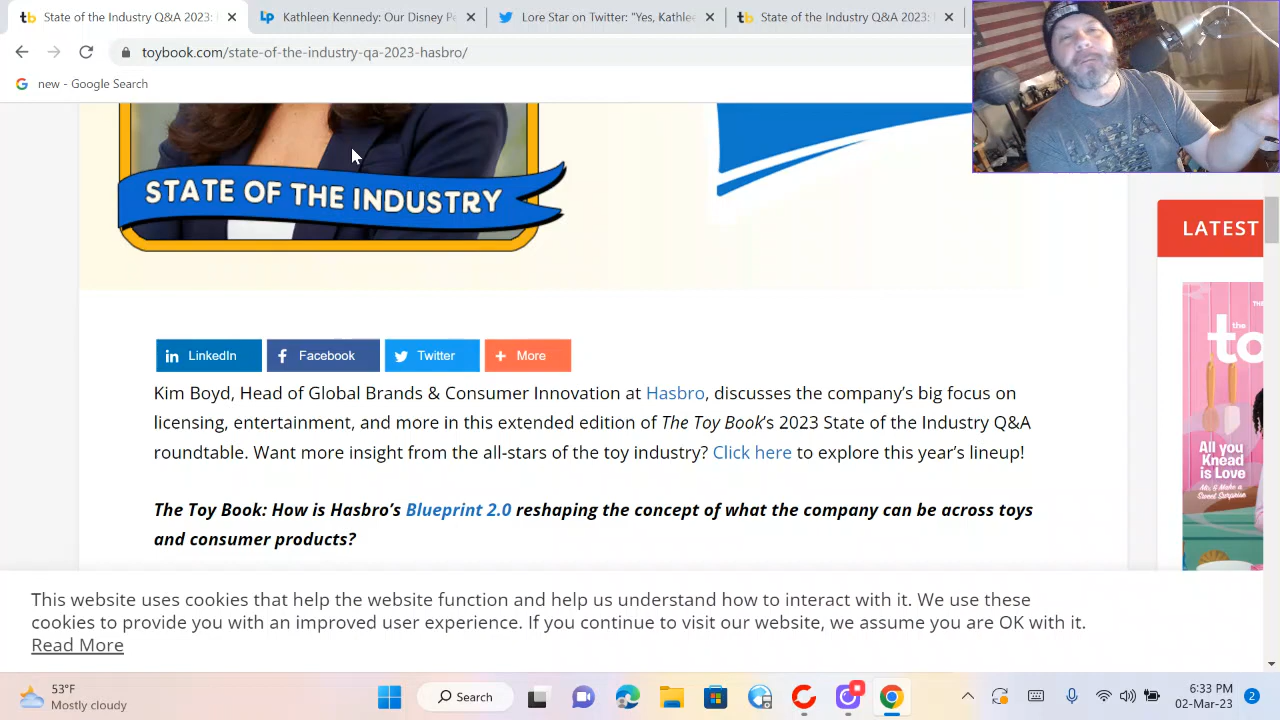 State of the Industry Q&A 2023:
Kathleen Kennedy: Our Disney P
Lore Star on Twitter: "Yes, Kathle
State of the Industry Q&A 2023:
toybook.com/state-of-the-industry-qa-2023-hasbro/
new - Google Search
STATE OF THE INDUSTRY
LATEST
LinkedIn
Facebook
Twitter
More
Kim Boyd, Head of Global Brands & Consumer Innovation at Hasbro, discusses the company's big focus on
licensing, entertainment, and more in this extended edition of The Toy Book's 2023 State of the Industry Q&A
roundtable. Want more insight from the all-stars of the toy industry? Click here to explore this year's lineup!
The Toy Book: How is Hasbro's Blueprint 2.0 reshaping the concept of what the company can be across toys
and consumer products?
the
to
All you
Knead
is Love
This website uses cookies that help the website function and help us understand how to interact with it. We use these
cookies to provide you with an improved user experience. If you continue to visit our website, we assume you are OK with it.
Read More
53°F
Mostly cloudy
Search
6:33 PM
02-Mar-23
2